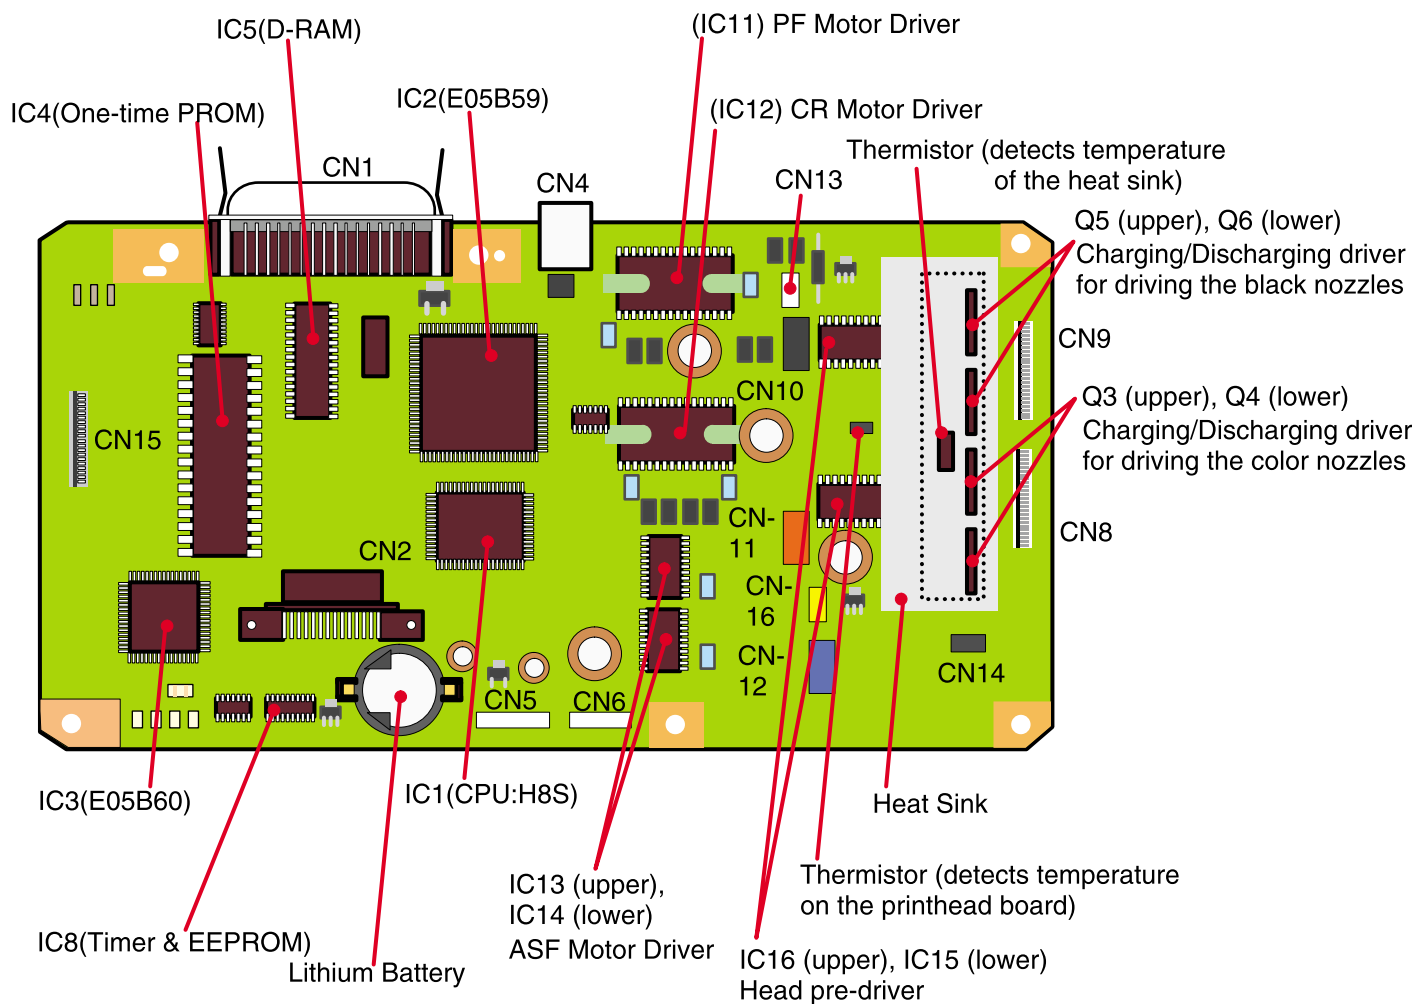 IC5(D-RAM)
(IC11) PF Motor Driver
IC4(One-time PROM)
IC2(E05B59)
(IC12) CR Motor Driver
Thermistor (detects temperature
of the heat sink)
CN1
CN4
CN13
Q5 (upper), Q6 (lower)
Charging/Discharging driver
for driving the black nozzles
CN9
CN10
Q3 (upper), Q4 (lower)
Charging/Discharging driver
for driving the color nozzles
CN15
CN-
11
CN8
CN2
CN-
16
CN-
12
CN14
CN5
CN6
IC3(E05B60)
IC1(CPU:H8S)
Heat Sink
IC13 (upper),
IC14 (lower)
ASF Motor Driver
Thermistor (detects temperature
on the printhead board)
IC8(Timer & EEPROM)
Lithium Battery
IC16 (upper), IC15 (lower)
Head pre-driver